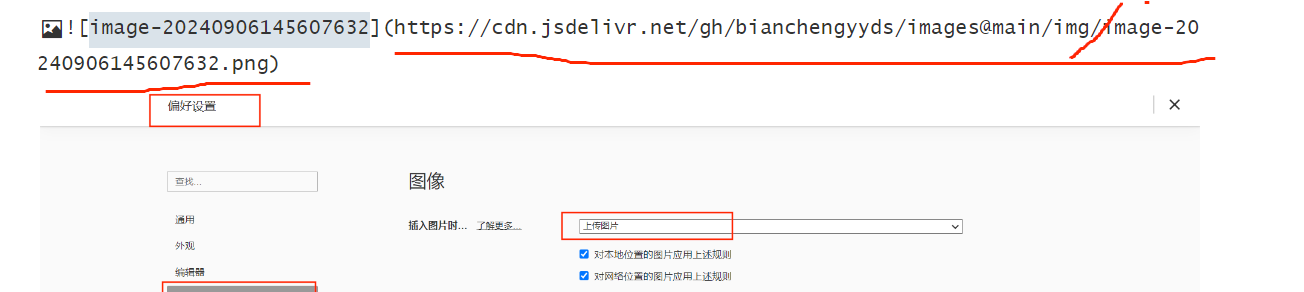 ![image-20240906145607632](https://cdn.jsdelivr.net/gh/bianchengyyds/images@main/img/image-20
240906145607632.png)
偏好设置
查找...
图像
通用
插入图片时... 了解更多... 上传图片
外观
对本地位置的图片应用上述规则
编辑器
对网络位置的图片应用上述规则